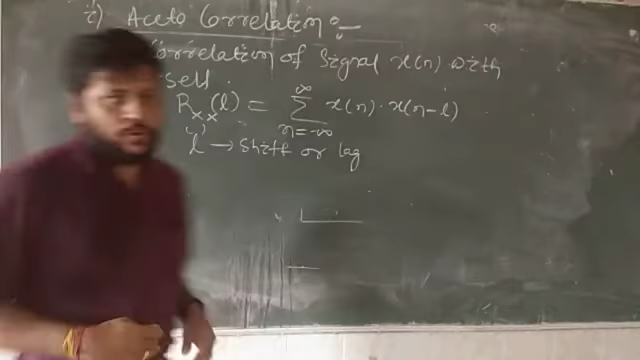 i) Auto Correlation :-
Correlation of Signal x(n) with
self.
Rxx(l) = ∞ Σ n=-∞ x(n) · x(n-l)
'l' → Shift or lag